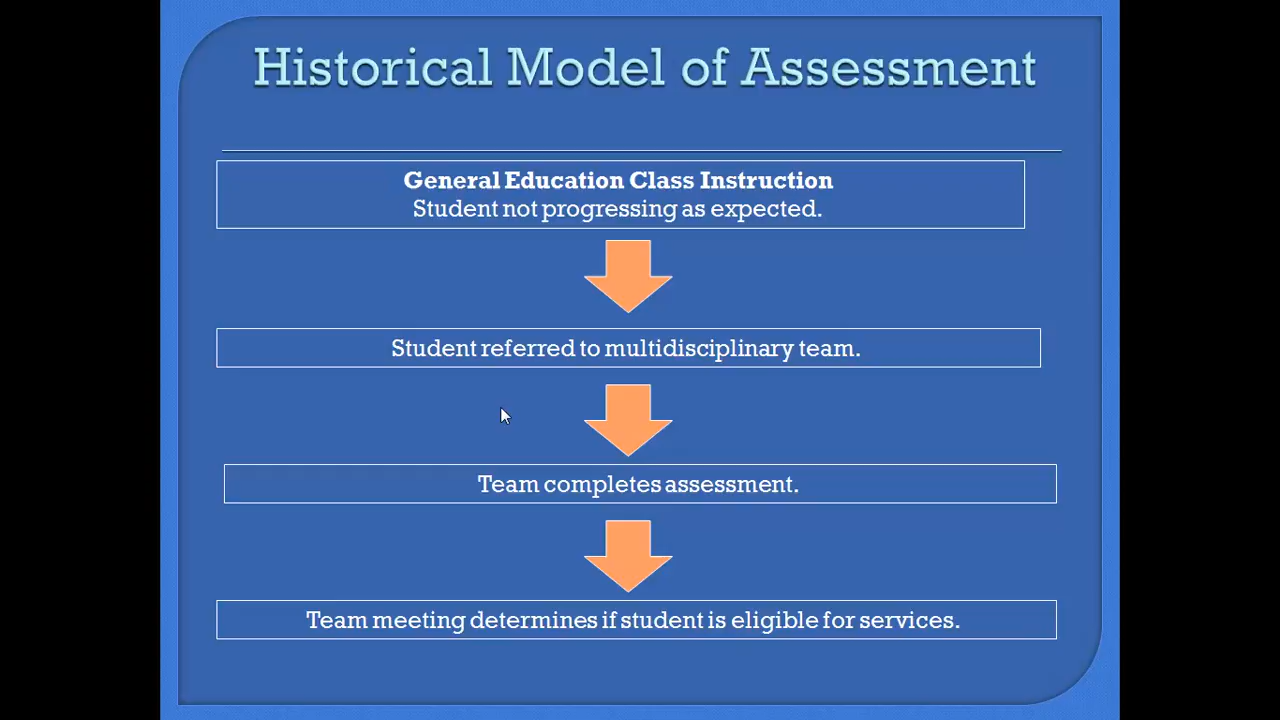 Historical Model of Assessment
General Education Class Instruction
Student not progressing as expected.
Student referred to multidisciplinary team.
Team completes assessment.
Team meeting determines if student is eligible for services.